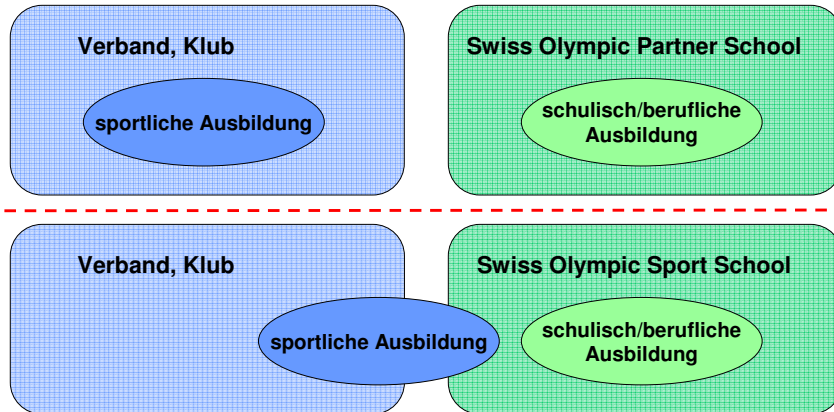 Verband, Klub
sportliche Ausbildung
Swiss Olympic Partner School
schulisch/berufliche
Ausbildung
Verband, Klub
sportliche Ausbildung
Swiss Olympic Sport School
schulisch/berufliche
Ausbildung